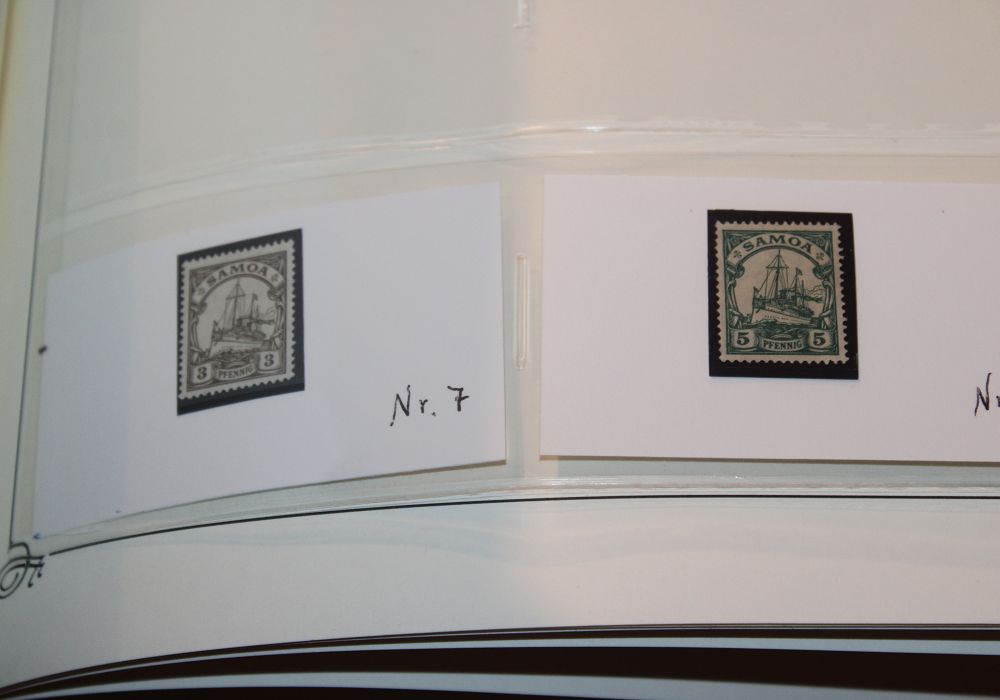 SAMOA
3 PFENNIG 3
Nr. 7
SAMOA
5 PFENNIG 5